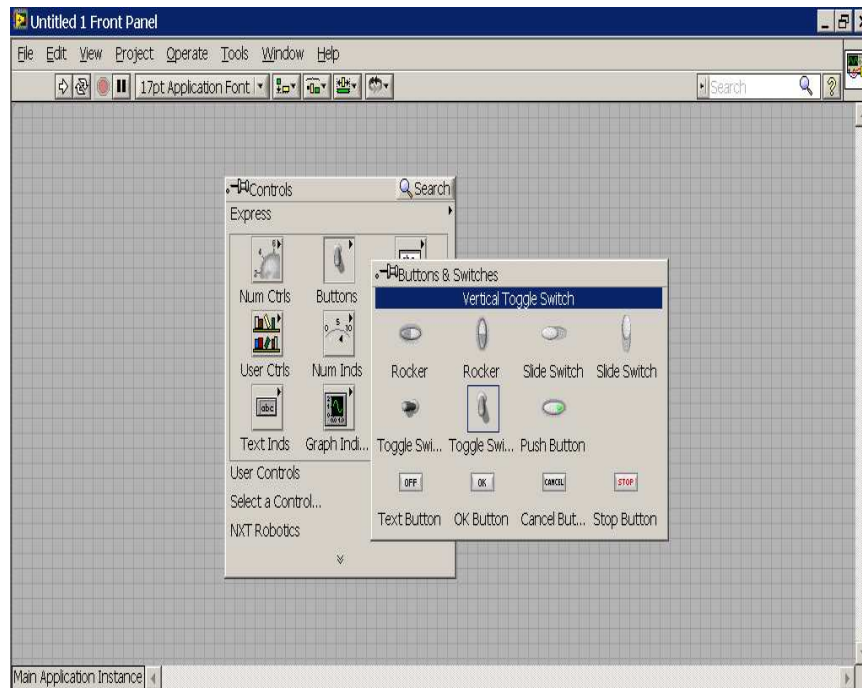 Untitled 1 Front Panel
File Edit View Project Operate Tools Window Help
17pt Application Font Search
Controls Search
Express
Num Ctrls Buttons
User Ctrls Num Inds
Text Inds Graph Indi...
User Controls
Select a Control...
NXT Robotics
Buttons & Switches
Vertical Toggle Switch
Rocker Rocker Slide Switch Slide Switch
Toggle Swi... Toggle Swi... Push Button
OFF OK CANCEL STOP
Text Button OK Button Cancel But... Stop Button
Main Application Instance